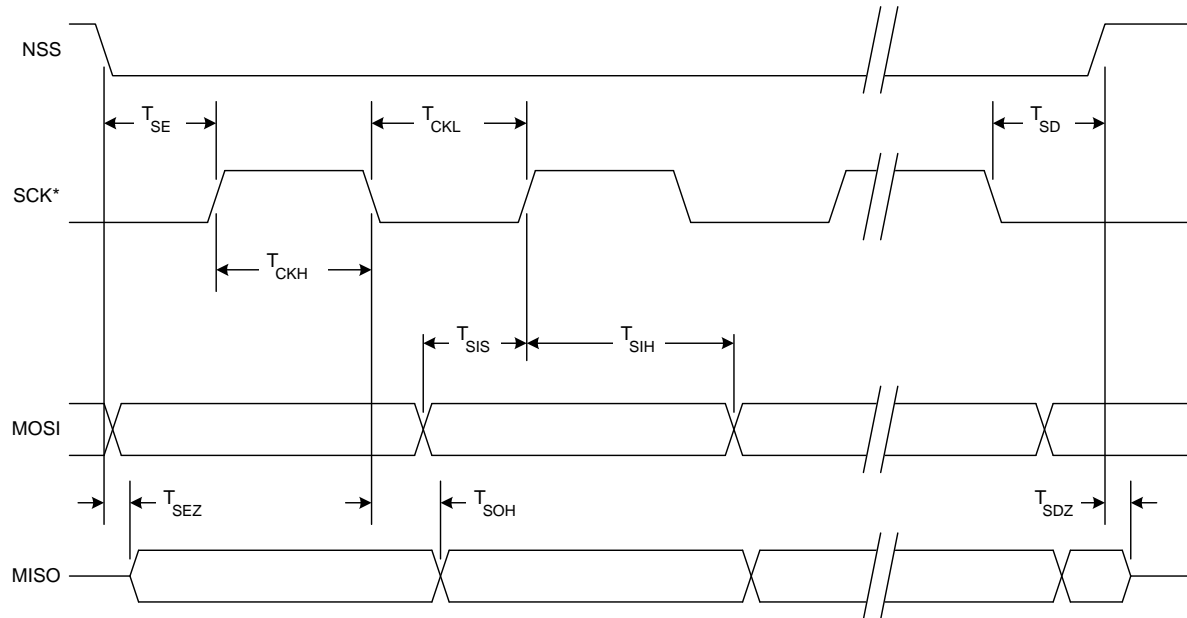 NSS
T_SE
T_CKL
T_SD
SCK*
T_CKH
T_SIS
T_SIH
MOSI
T_SEZ
T_SOH
T_SDZ
MISO